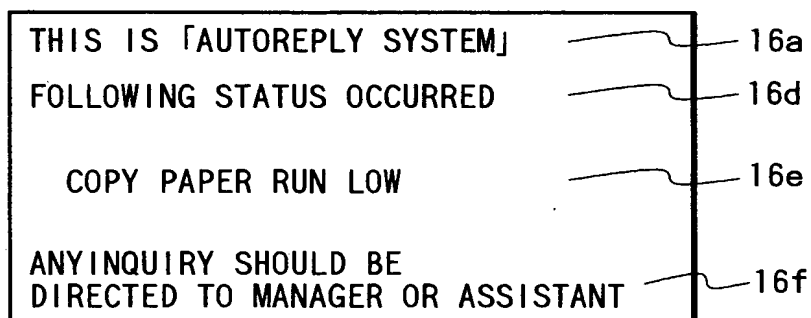 THIS IS「AUTOREPLY SYSTEM」 16a
FOLLOWING STATUS OCCURRED 16d
COPY PAPER RUN LOW 16e
ANYINQUIRY SHOULD BE
DIRECTED TO MANAGER OR ASSISTANT 16f